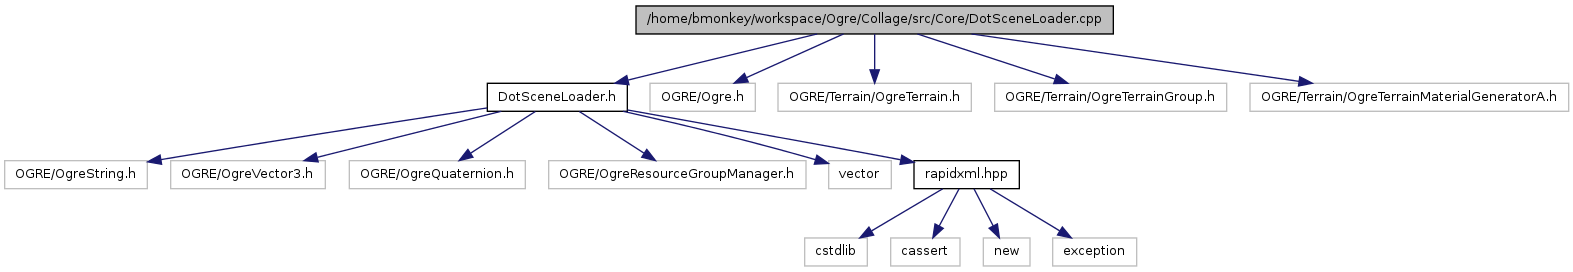 /home/bmonkey/workspace/Ogre/Collage/src/Core/DotSceneLoader.cpp
DotSceneLoader.h
OGRE/Ogre.h
OGRE/Terrain/OgreTerrain.h
OGRE/Terrain/OgreTerrainGroup.h
OGRE/Terrain/OgreTerrainMaterialGeneratorA.h
OGRE/OgreString.h
OGRE/OgreVector3.h
OGRE/OgreQuaternion.h
OGRE/OgreResourceGroupManager.h
vector
rapidxml.hpp
cstdlib
cassert
new
exception